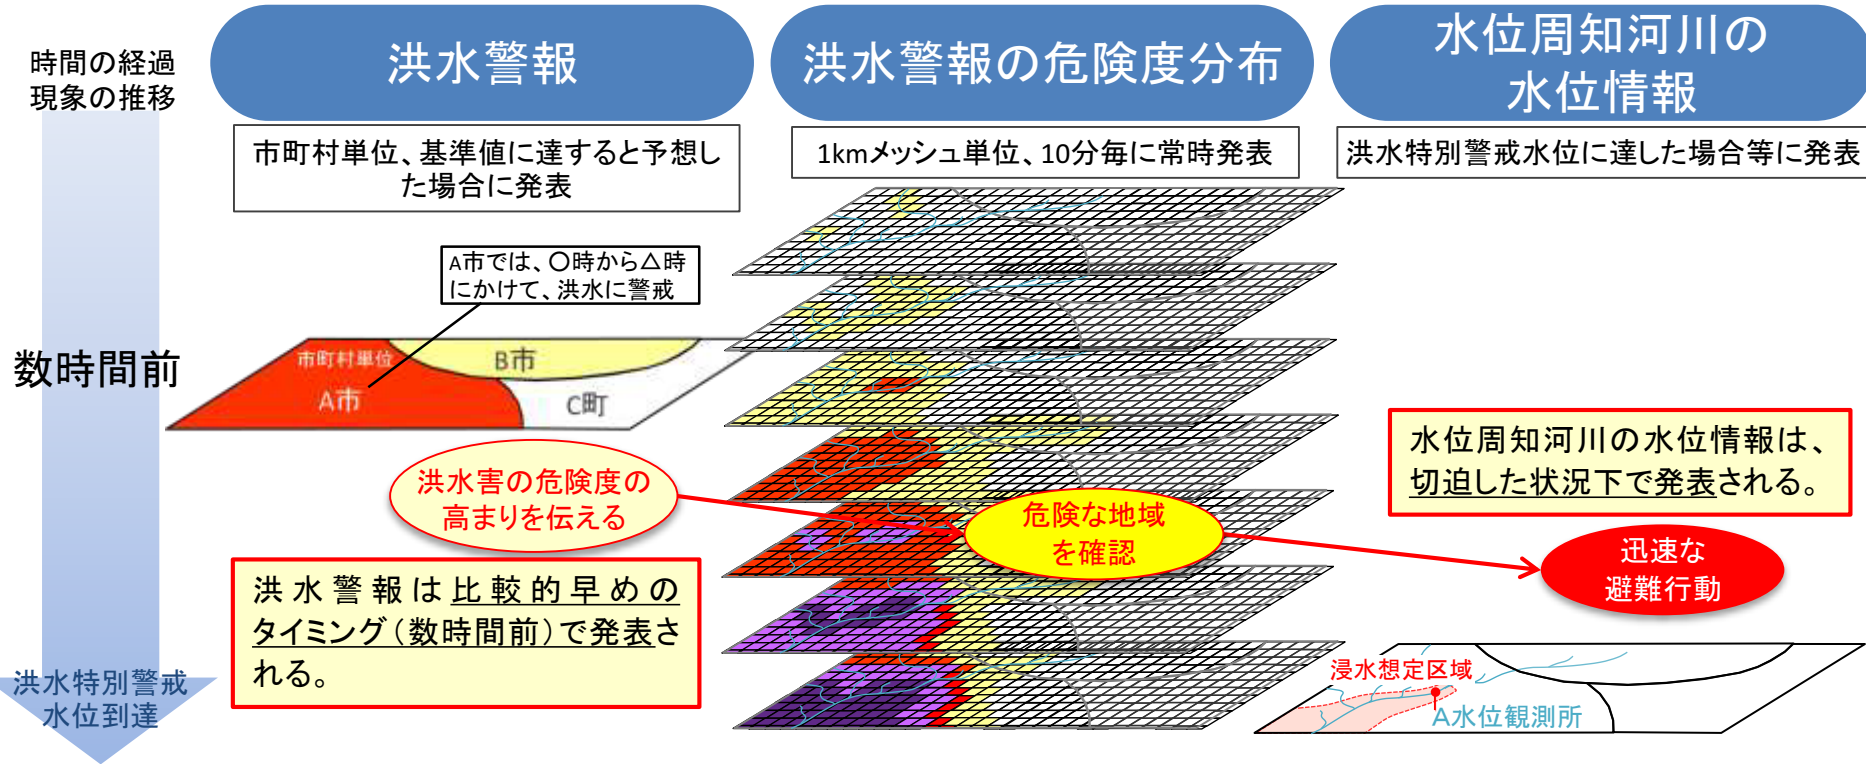 時間の経過
現象の推移
数時間前
洪水特別警戒
水位到達
洪水警報
市町村単位、基準値に達すると予想し
た場合に発表
A市では、〇時から△時
にかけて、洪水に警戒
市町村単位
B市
A市
C町
洪水害の危険度の
高まりを伝える
洪水警報は比較的早めの
タイミング(数時間前)で発表さ
れる。
洪水警報の危険度分布
1kmメッシュ単位、10分毎に常時発表
危険な地域
を確認
水位周知河川の
水位情報
洪水特別警戒水位に達した場合等に発表
水位周知河川の水位情報は、
切迫した状況下で発表される。
迅速な
避難行動
浸水想定区域
A水位観測所